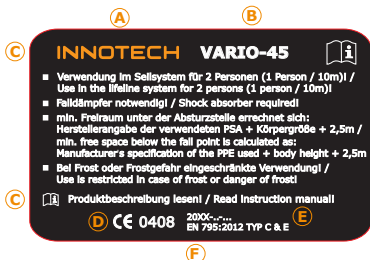 A
B
C
INNOTECH VARIO-45
Verwendung im Seilsystem für 2 Personen (1 Person / 10m)! /
Use in the lifeline system for 2 persons (1 person / 10m)!
Falldämpfer notwendig! / Shock absorber required!
min. Freiraum unter der Absturzstelle errechnet sich:
Herstellerangabe der verwendeten PSA + Körpergröße + 2,5m /
min. free space below the fall point is calculated as:
Manufacturer's specification of the PPE used + body height + 2,5m
Bei Frost oder Frostgefahr eingeschränkte Verwendung! /
Use is restricted in case of frost or danger of frost!
C
Produktbeschreibung lesen! / Read instruction manual!
D
CE 0408
20XX-..-...
E
EN 795:2012 TYP C & E
F